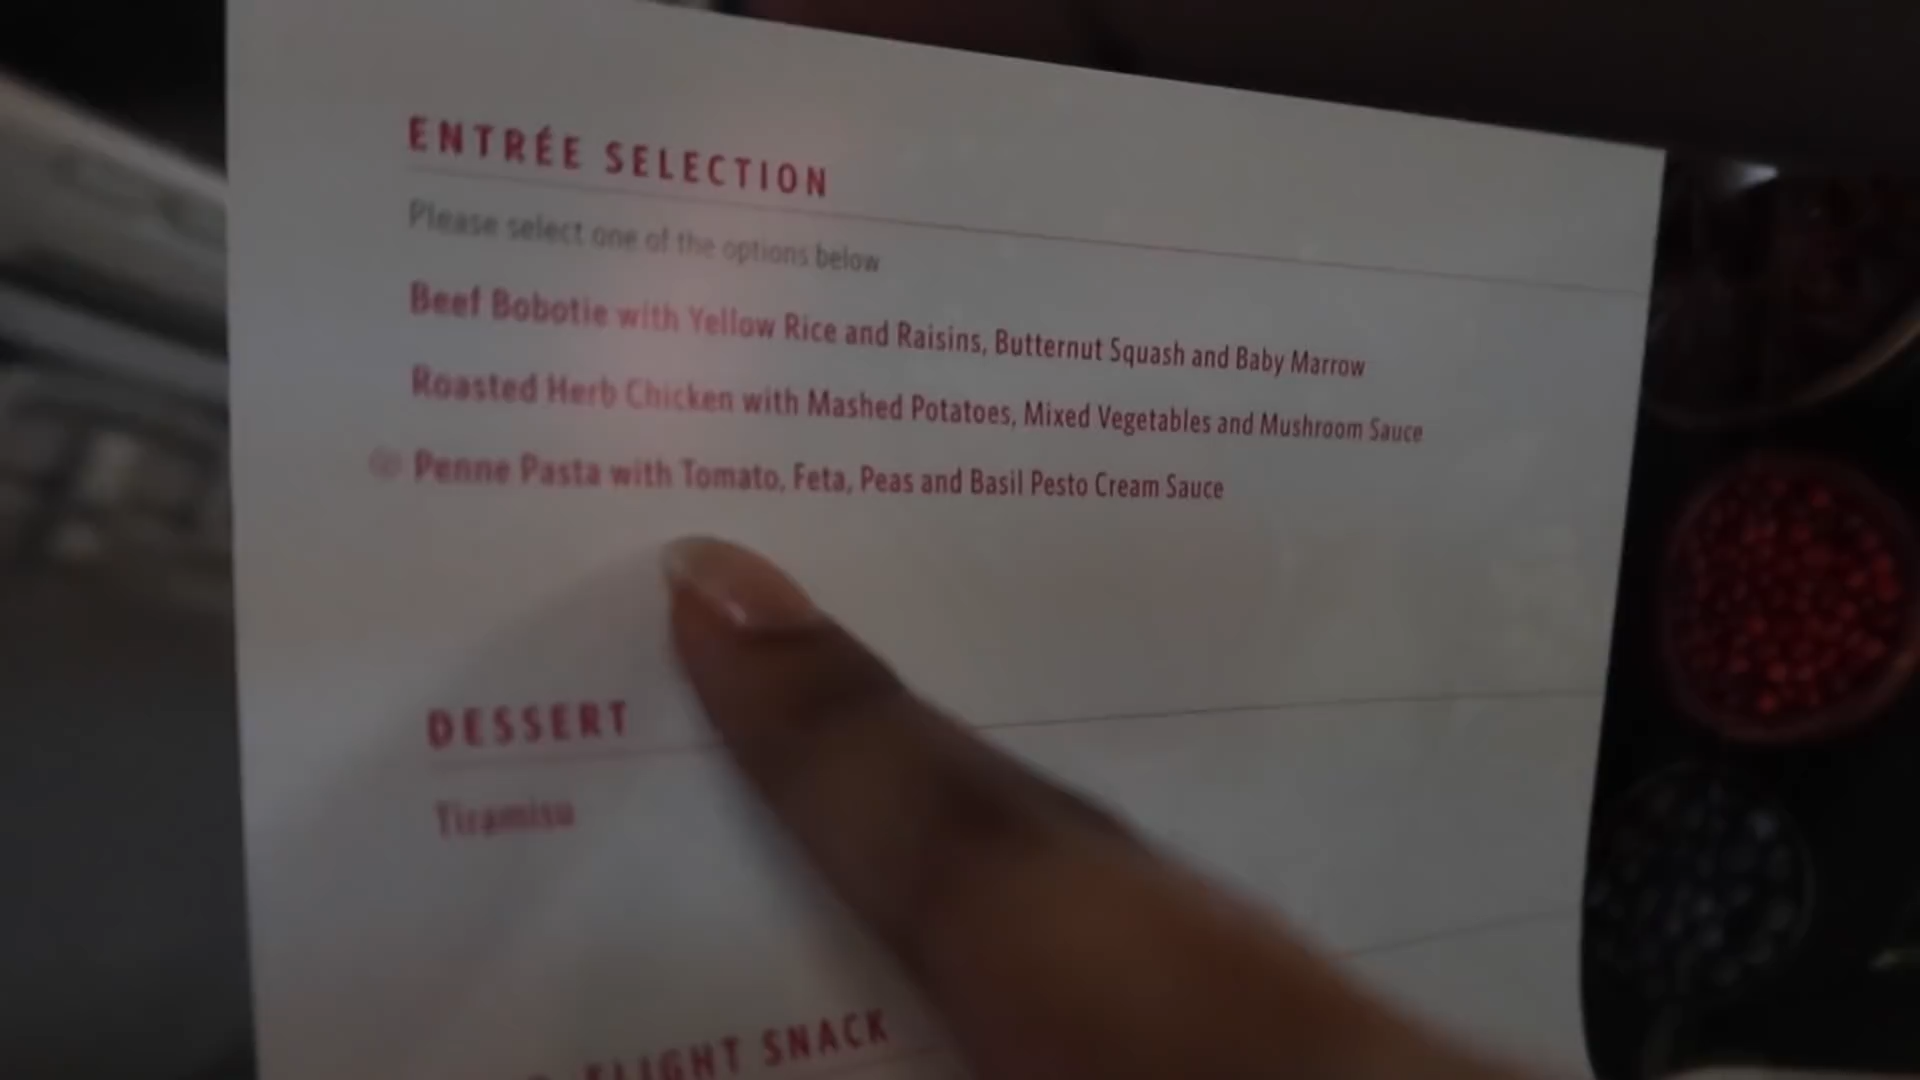 ENTRÉE SELECTION
Please select one of the options below
Beef Bobotie with Yellow Rice and Raisins, Butternut Squash and Baby Marrow
Roasted Herb Chicken with Mashed Potatoes, Mixed Vegetables and Mushroom Sauce
Penne Pasta with Tomato, Feta, Peas and Basil Pesto Cream Sauce
DESSERT
Tiramisu
FLIGHT SNACK